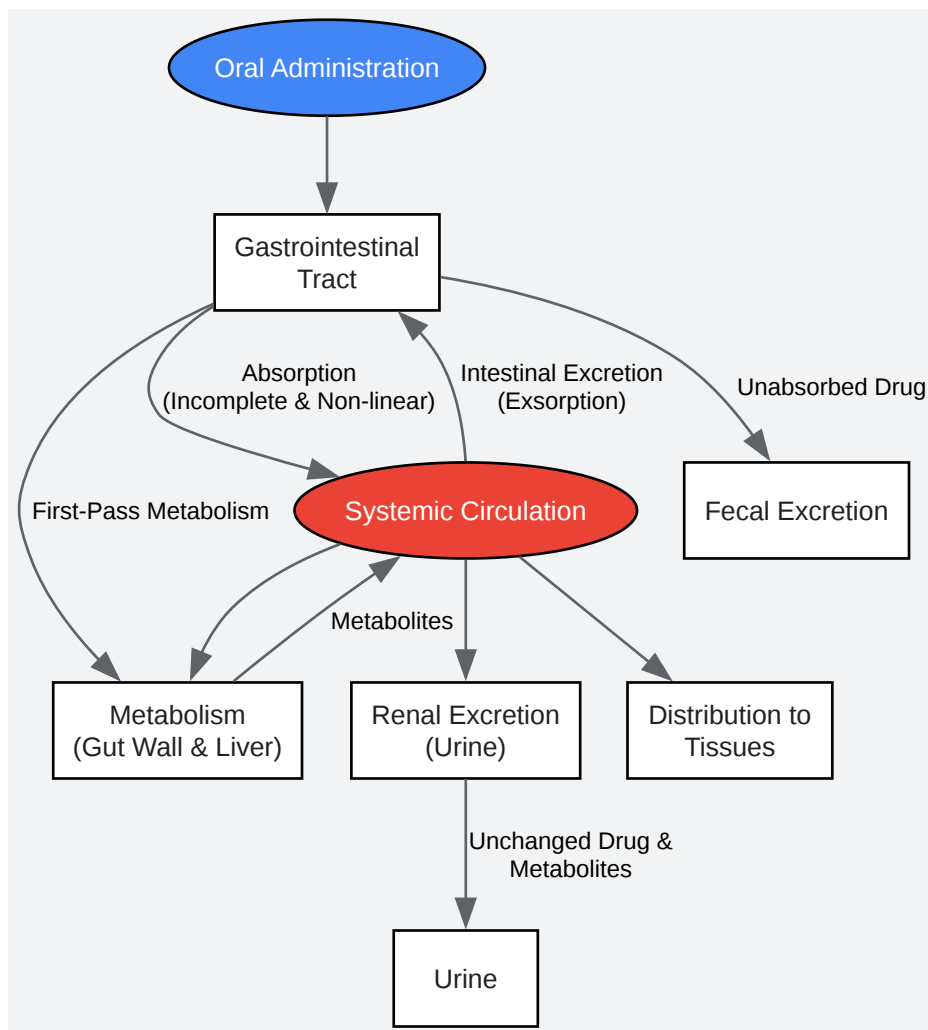 Oral Administration
Gastrointestinal
Tract
Absorption
(Incomplete & Non-linear)
Intestinal Excretion
(Exsorption)
Unabsorbed Drug
First-Pass Metabolism
Systemic Circulation
Fecal Excretion
Metabolites
Metabolism
(Gut Wall & Liver)
Renal Excretion
(Urine)
Distribution to
Tissues
Unchanged Drug &
Metabolites
Urine